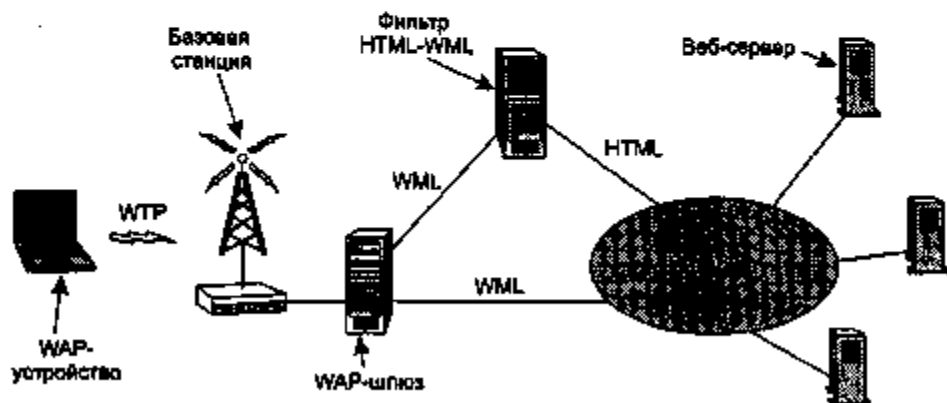 Базовая
станция
Фильтр
HTML-WML
Веб-сервер
HTML
WML
WTP
WML
WAP-
устройство
WAP-шлюз